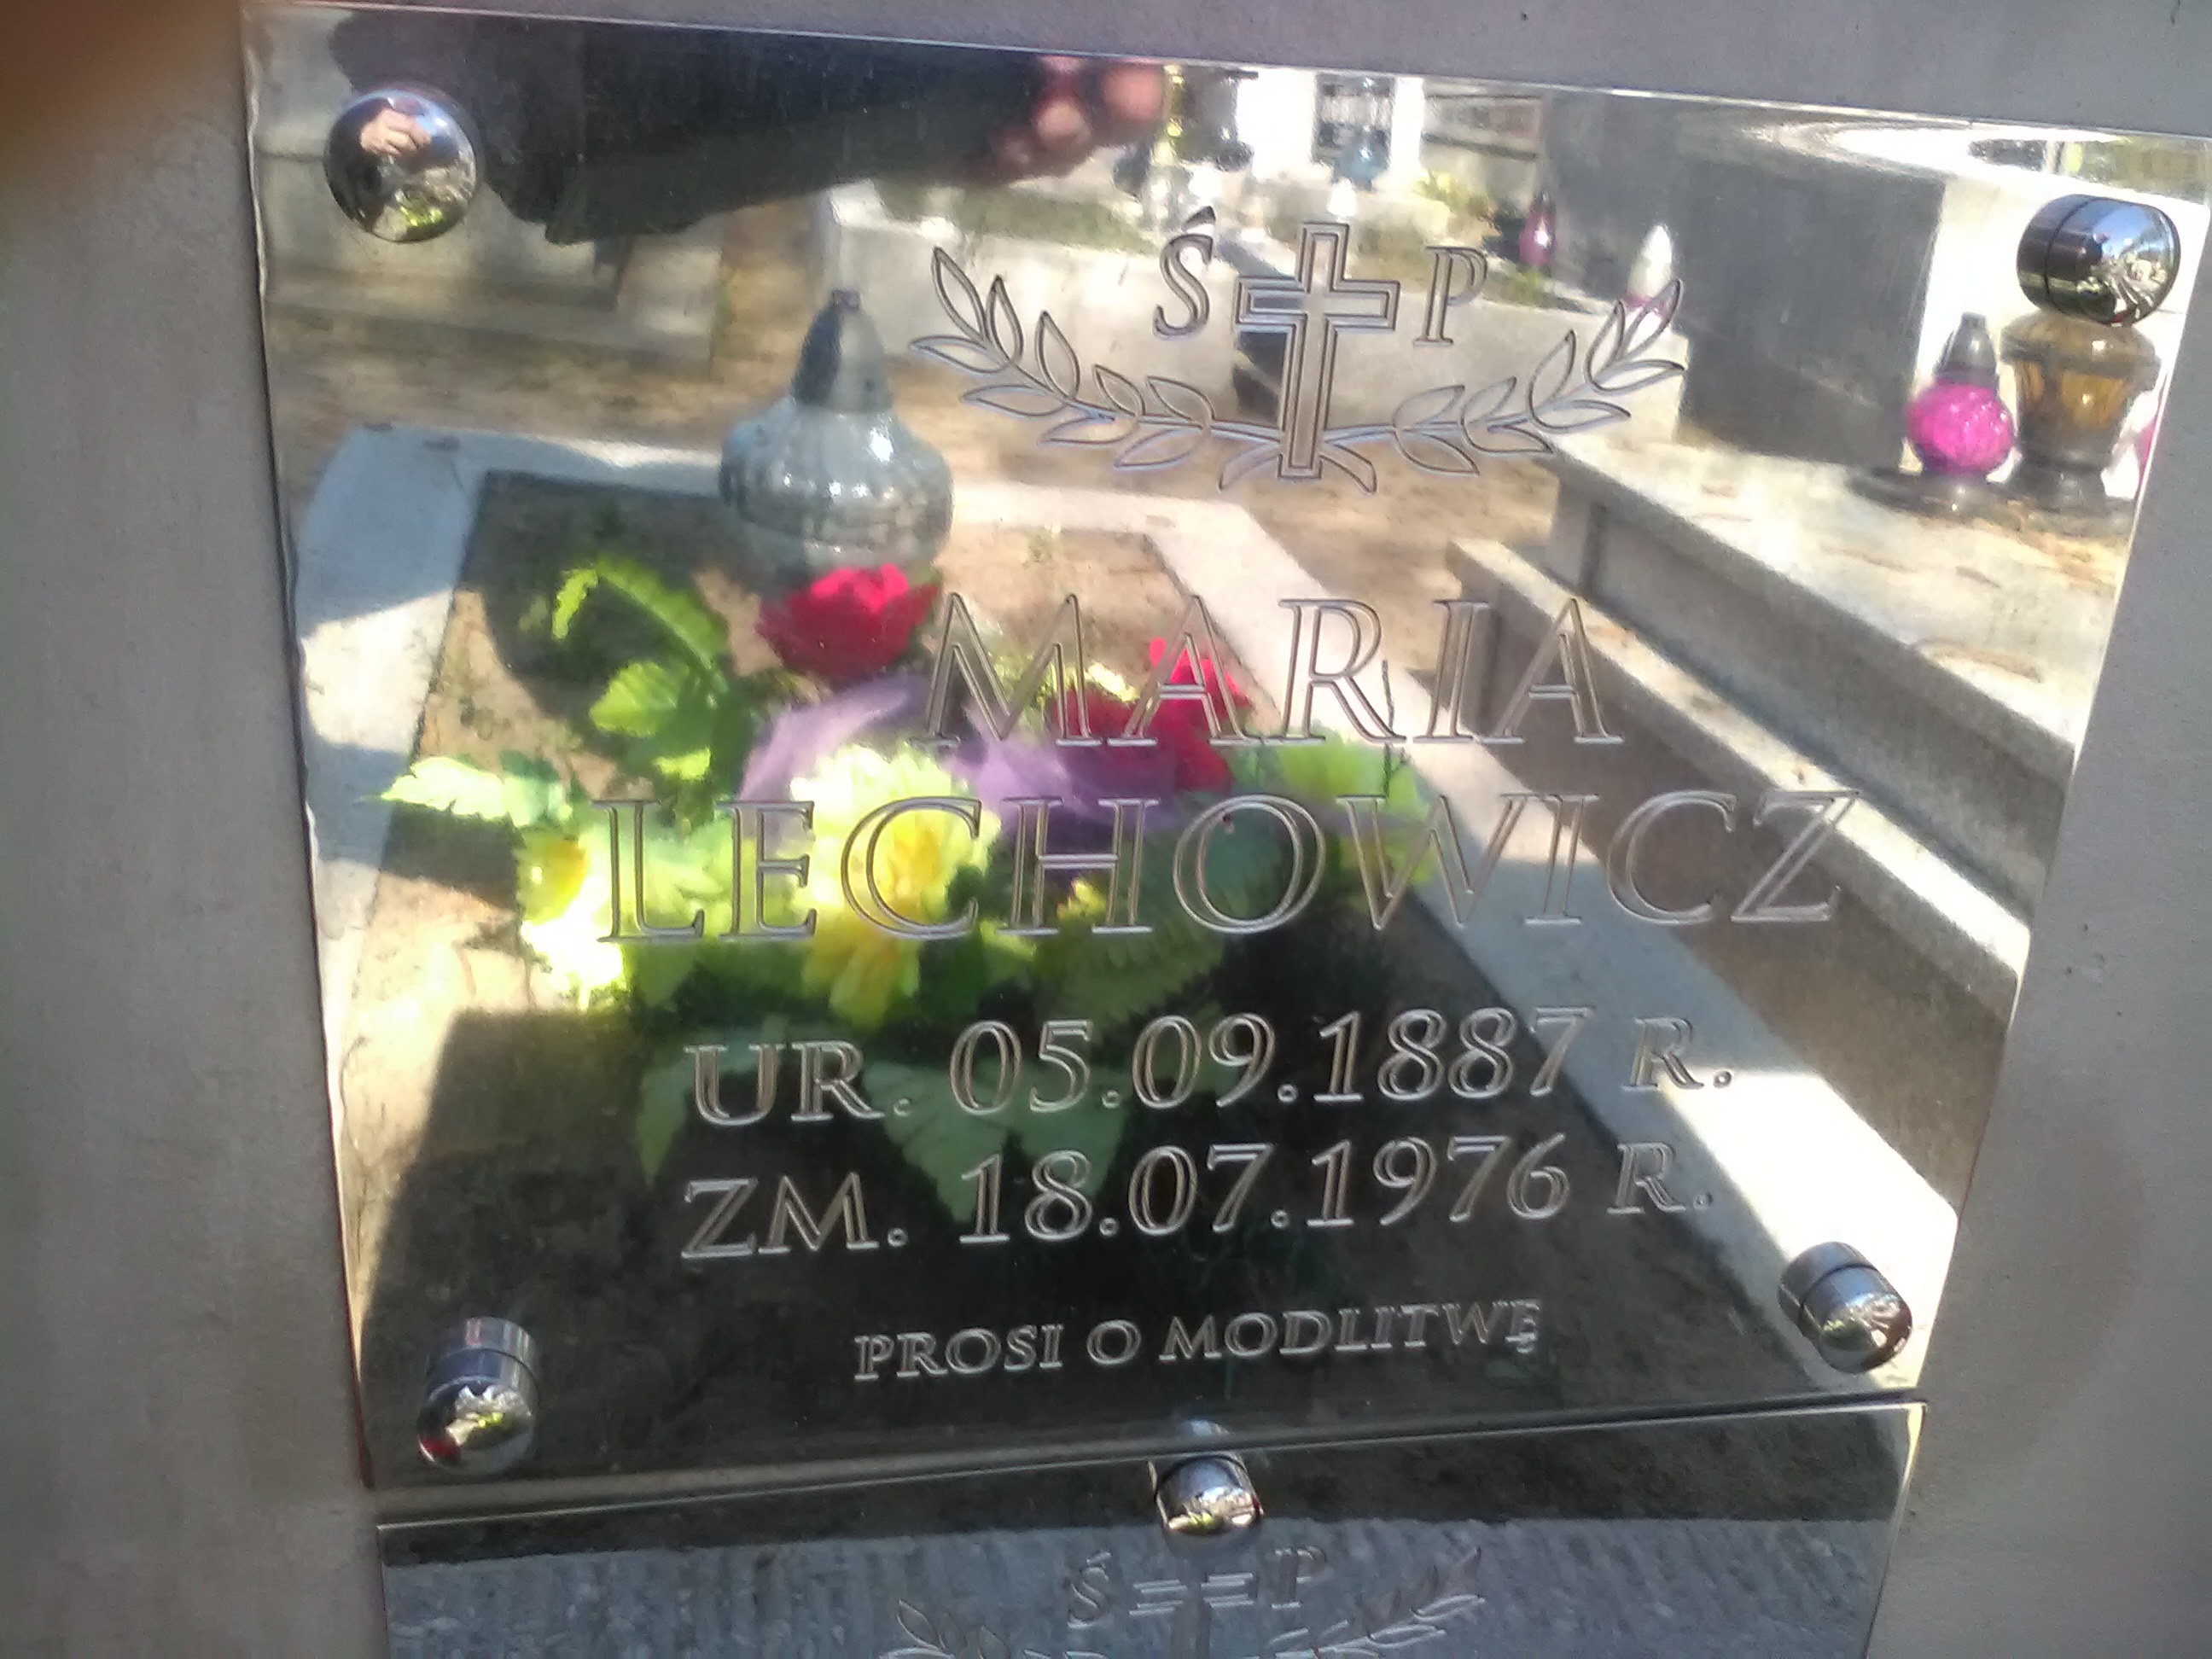 Ś P
MARIA
LECHOWICZ
UR. 05.09.1887 R.
ZM. 18.07.1976 R.
PROSI O MODLITWĘ
Ś P